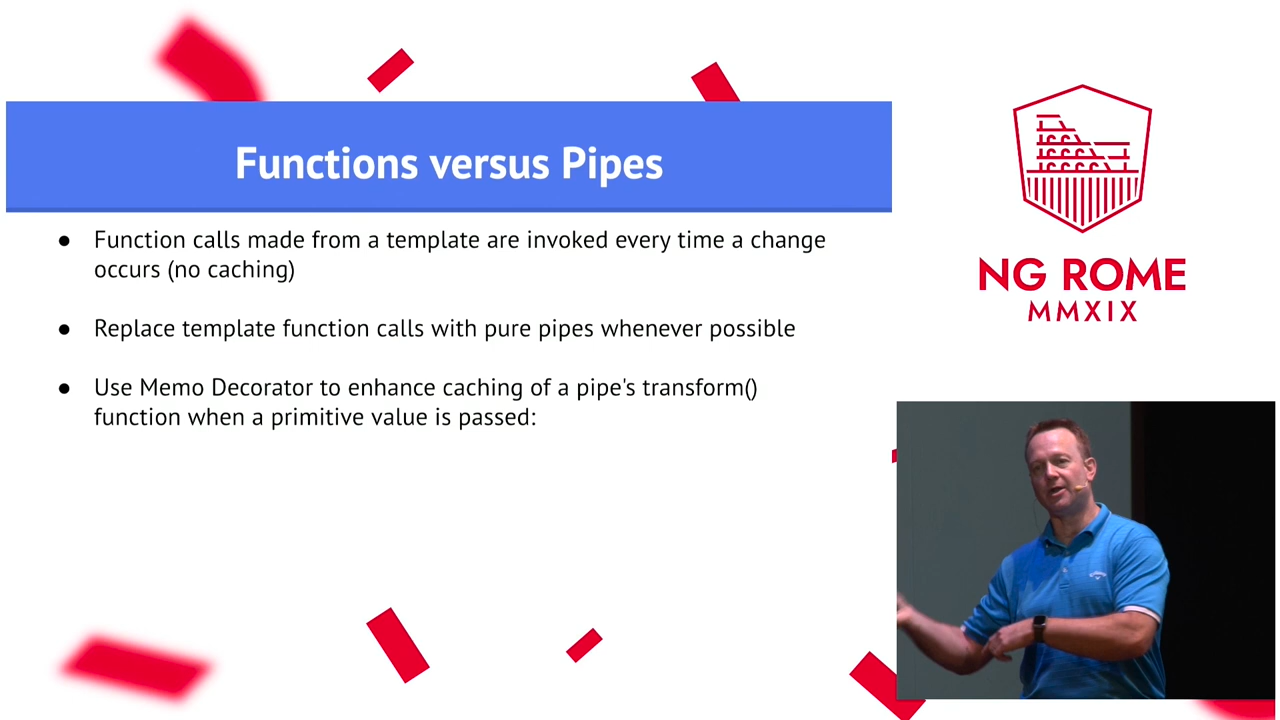 Functions versus Pipes
● Function calls made from a template are invoked every time a change
occurs (no caching)
● Replace template function calls with pure pipes whenever possible
● Use Memo Decorator to enhance caching of a pipe's transform()
function when a primitive value is passed:
NG ROME
MMXIX